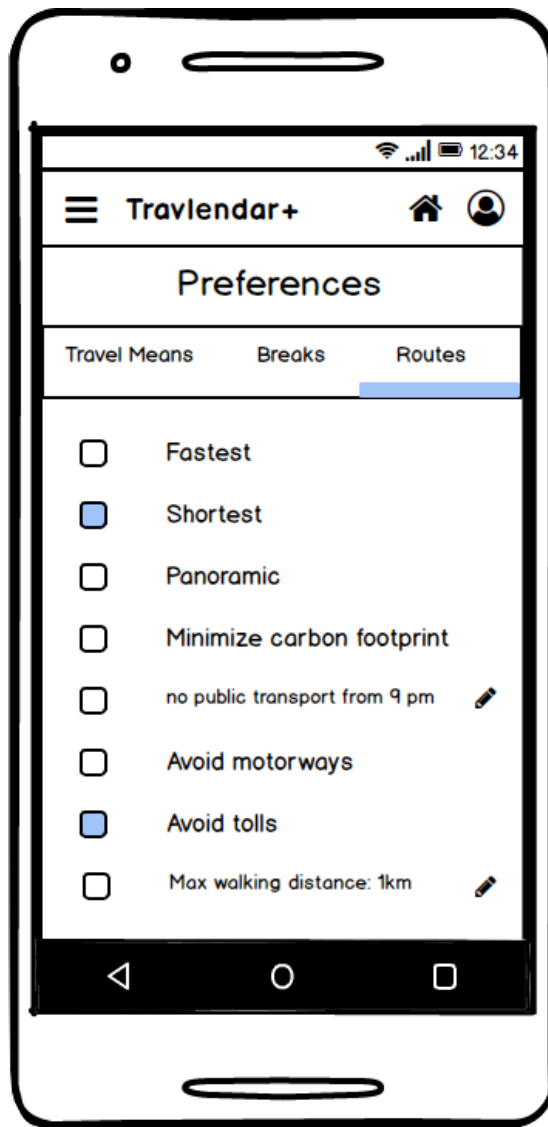 12:34
Travlendar+
Preferences
Travel Means Breaks Routes
Fastest
Shortest
Panoramic
Minimize carbon footprint
no public transport from 9 pm
Avoid motorways
Avoid tolls
Max walking distance: 1km